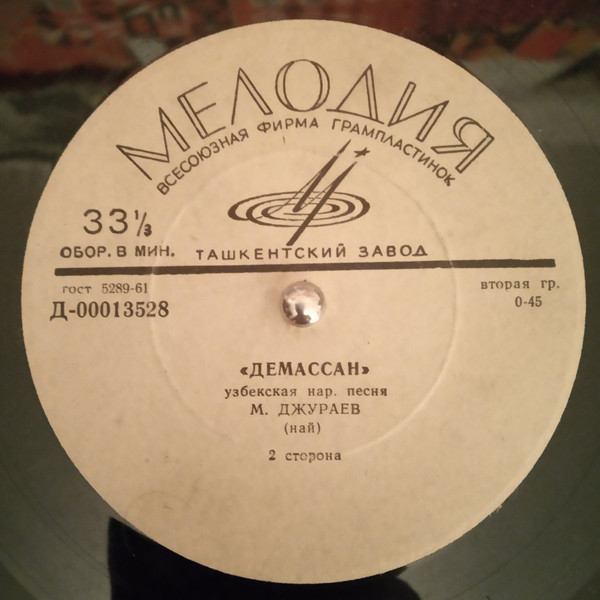 МЕЛОДИЯ
ВСЕСОЮЗНАЯ ФИРМА ГРАМПЛАСТИНОК
33⅓
ОБОР. В МИН. ТАШКЕНТСКИЙ ЗАВОД
гост 5289-61 вторая гр.
Д-00013528 0-45
«ДЕМАССАН»
узбекская нар. песня
М. ДЖУРАЕВ
(най)
2 сторона